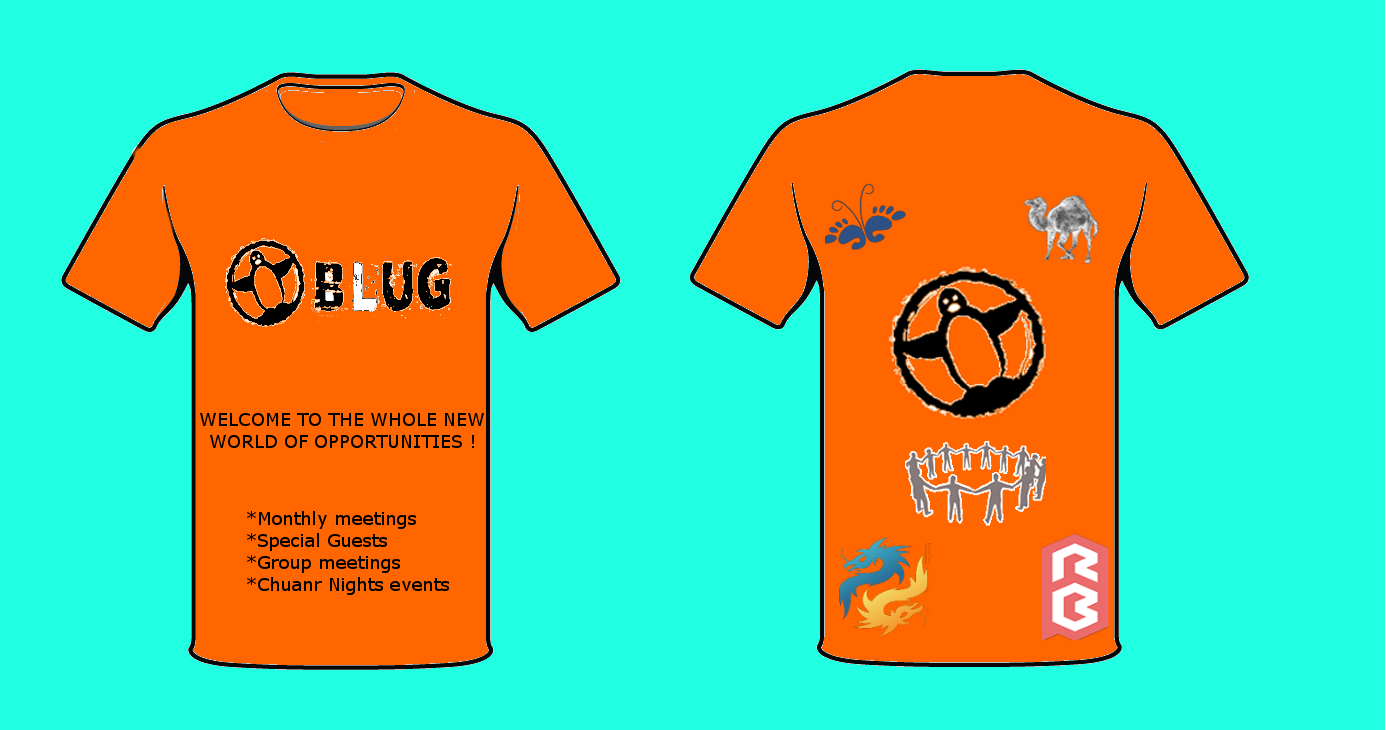 BLUG
WELCOME TO THE WHOLE NEW
WORLD OF OPPORTUNITIES !
*Monthly meetings
*Special Guests
*Group meetings
*Chuanr Nights events
R
B